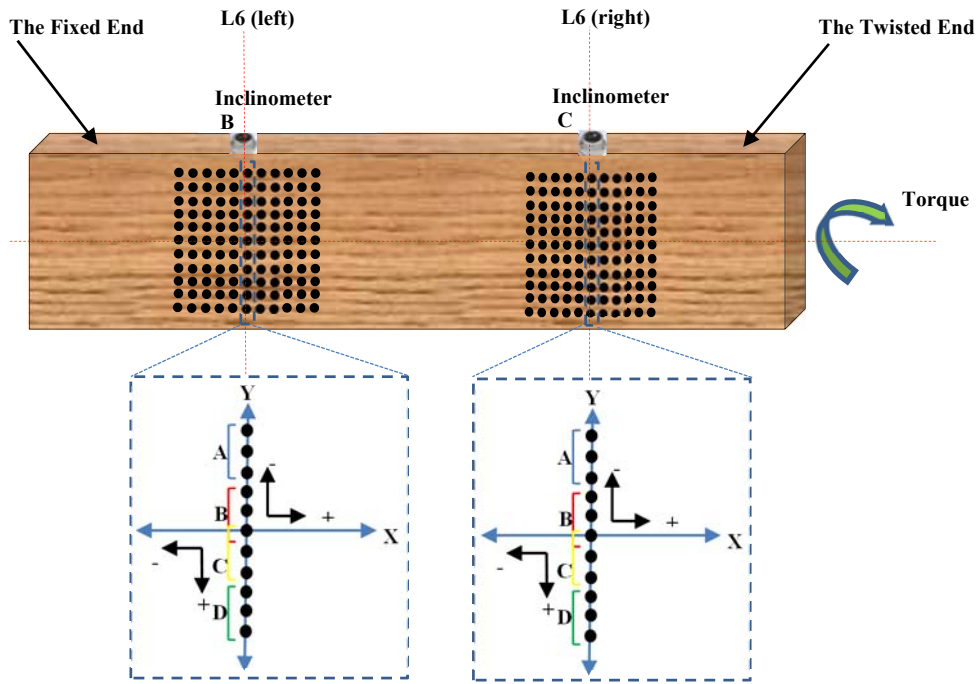 L6 (left)
L6 (right)
The Fixed End
The Twisted End
Inclinometer
B
Inclinometer
C
Torque
Y
A
-
B
+
X
-
C
+
D
Y
A
-
B
+
X
-
C
+
D